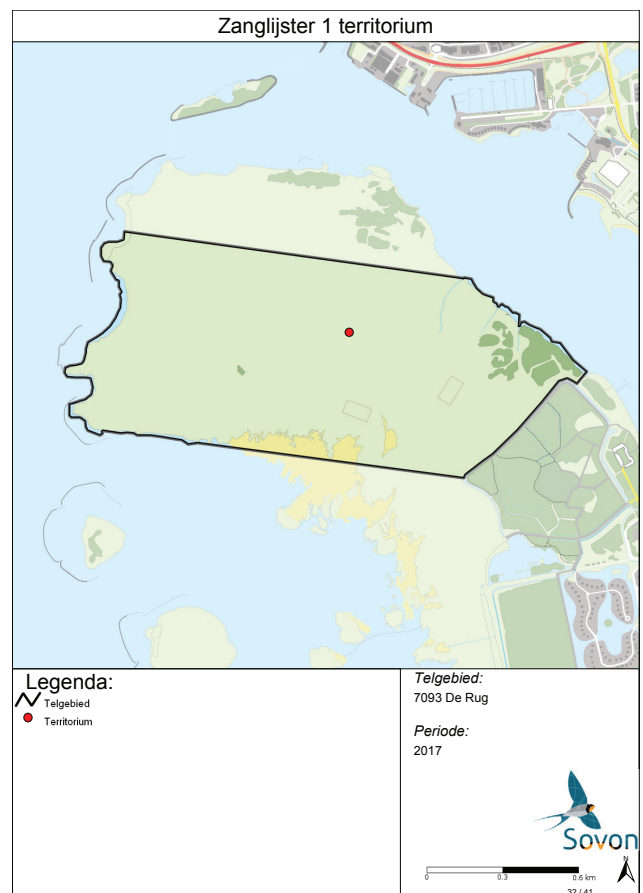 Zanglijster 1 territorium
Legenda:
Telgebied
Territorium
Telgebied:
7093 De Rug
Periode:
2017
Sovon
N
0 0.3 0.6 km
32 / 41